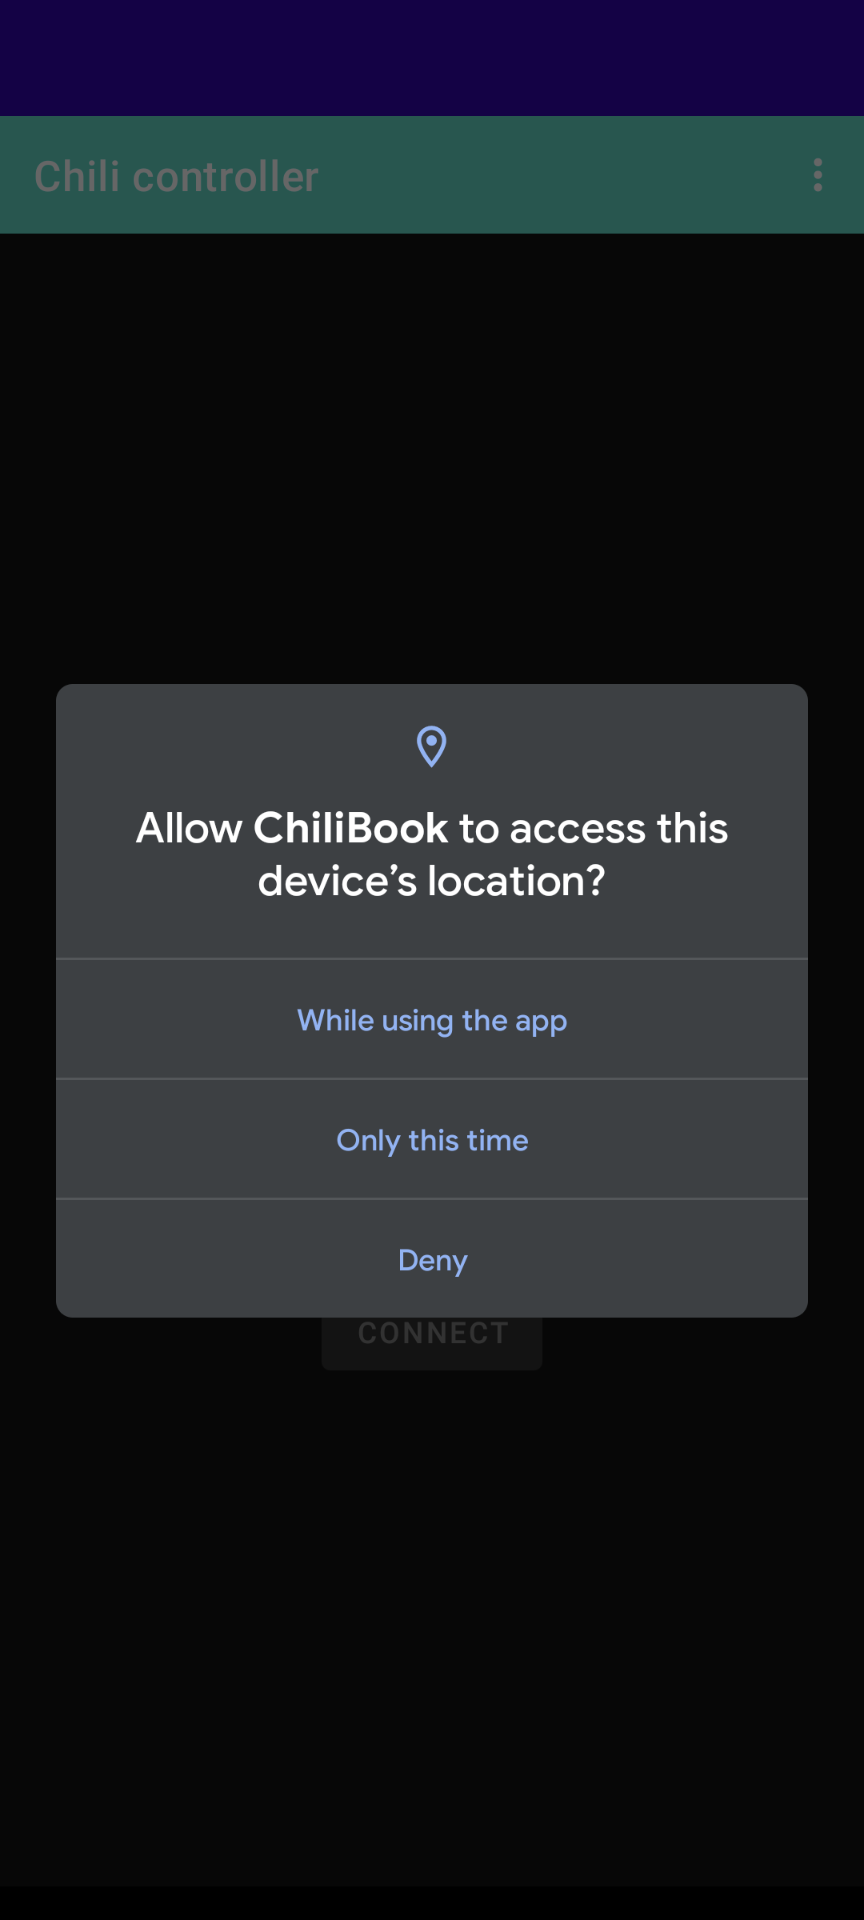 Chili controller
Allow ChiliBook to access this
device’s location?
While using the app
Only this time
Deny
CONNECT